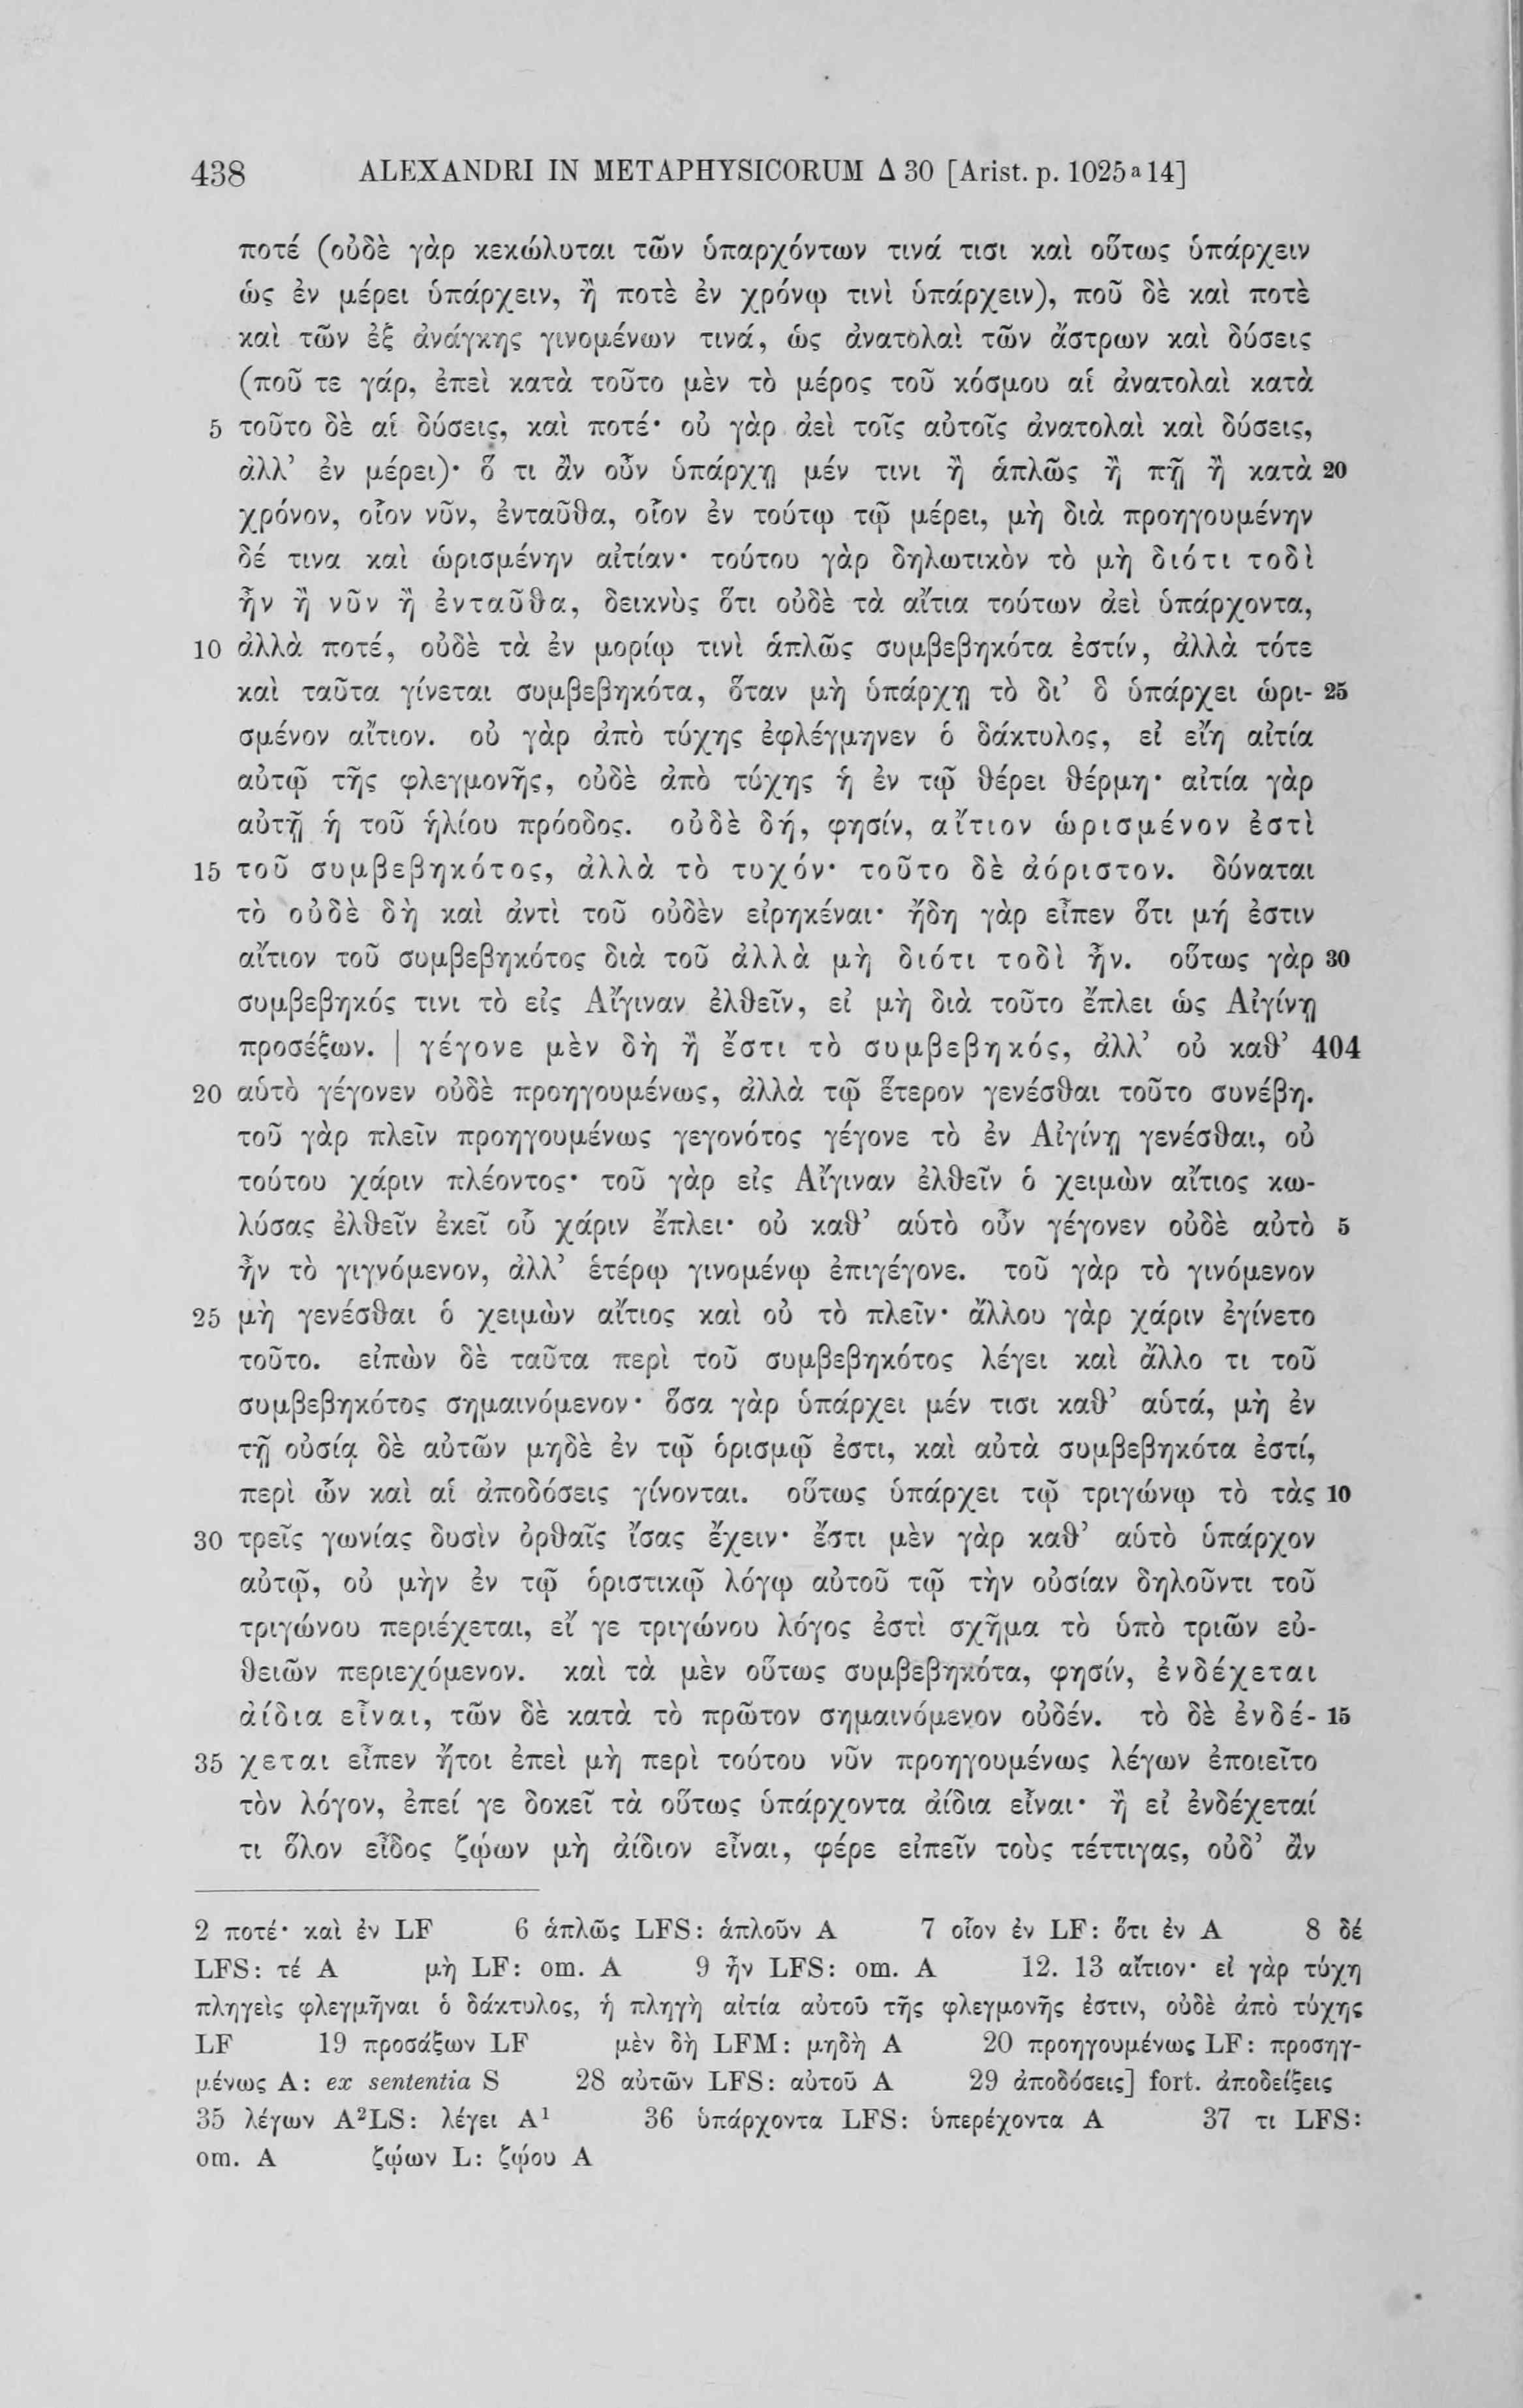 438 ALEXANDRI IN METAPHYSICORUM Δ 30 [Arist. p. 1025ᵃ14]
ποτέ (οὐδὲ γὰρ κεκώλυται τῶν ὑπαρχόντων τινά τισι καὶ οὕτως ὑπάρχειν
ὡς ἐν μέρει ὑπάρχειν, ἢ ποτὲ ἐν χρόνῳ τινὶ ὑπάρχειν), ποῦ δὲ καὶ ποτὲ
καὶ τῶν ἐξ ἀνάγκης γινομένων τινά, ὡς ἀνατολαὶ τῶν ἄστρων καὶ δύσεις
(ποῦ τε γάρ, ἐπεὶ κατὰ τοῦτο μὲν τὸ μέρος τοῦ κόσμου αἱ ἀνατολαὶ κατὰ
5 τοῦτο δὲ αἱ δύσεις, καὶ ποτέ· οὐ γὰρ ἀεὶ τοῖς αὐτοῖς ἀνατολαὶ καὶ δύσεις,
ἀλλ’ ἐν μέρει)· ὅ τι ἂν οὖν ὑπάρχῃ μέν τινι ἢ ἁπλῶς ἢ πῇ ἢ κατὰ 20
χρόνον, οἷον νῦν, ἐνταῦθα, οἷον ἐν τούτῳ τῷ μέρει, μὴ διὰ προηγουμένην
δέ τινα καὶ ὡρισμένην αἰτίαν· τούτου γὰρ δηλωτικὸν τὸ μὴ διότι τοδὶ
ἦν ἢ νῦν ἢ ἐνταῦθα, δεικνὺς ὅτι οὐδὲ τὰ αἴτια τούτων ἀεὶ ὑπάρχοντα,
10 ἀλλὰ ποτέ, οὐδὲ τὰ ἐν μορίῳ τινὶ ἁπλῶς συμβεβηκότα ἐστίν, ἀλλὰ τότε
καὶ ταῦτα γίνεται συμβεβηκότα, ὅταν μὴ ὑπάρχῃ τὸ δι’ ὃ ὑπάρχει ὡρι- 25
σμένον αἴτιον. οὐ γὰρ ἀπὸ τύχης ἐφλέγμηνεν ὁ δάκτυλος, εἰ εἴη αἰτία
αὐτῷ τῆς φλεγμονῆς, οὐδὲ ἀπὸ τύχης ἡ ἐν τῷ θέρει θέρμη· αἰτία γὰρ
αὐτῇ ἡ τοῦ ἡλίου πρόοδος. οὐδὲ δή, φησίν, αἴτιον ὡρισμένον ἐστὶ
15 τοῦ συμβεβηκότος, ἀλλὰ τὸ τυχόν· τοῦτο δὲ ἀόριστον. δύναται
τὸ οὐδὲ δὴ καὶ ἀντὶ τοῦ οὐδὲν εἰρηκέναι· ἤδη γὰρ εἶπεν ὅτι μή ἐστιν
αἴτιον τοῦ συμβεβηκότος διὰ τοῦ ἀλλὰ μὴ διότι τοδὶ ἦν. οὕτως γὰρ 30
συμβεβηκός τινι τὸ εἰς Αἴγιναν ἐλθεῖν, εἰ μὴ διὰ τοῦτο ἔπλει ὡς Αἰγίνῃ
προσέξων. | γέγονε μὲν δὴ ἢ ἔστι τὸ συμβεβηκός, ἀλλ’ οὐ καθ’ 404
20 αὑτὸ γέγονεν οὐδὲ προηγουμένως, ἀλλὰ τῷ ἕτερον γενέσθαι τοῦτο συνέβη.
τοῦ γὰρ πλεῖν προηγουμένως γεγονότος γέγονε τὸ ἐν Αἰγίνῃ γενέσθαι, οὐ
τούτου χάριν πλέοντος· τοῦ γὰρ εἰς Αἴγιναν ἐλθεῖν ὁ χειμὼν αἴτιος κω-
λύσας ἐλθεῖν ἐκεῖ οὗ χάριν ἔπλει· οὐ καθ’ αὑτὸ οὖν γέγονεν οὐδὲ αὐτὸ 5
ἦν τὸ γιγνόμενον, ἀλλ’ ἑτέρῳ γινομένῳ ἐπιγέγονε. τοῦ γὰρ τὸ γινόμενον
25 μὴ γενέσθαι ὁ χειμὼν αἴτιος καὶ οὐ τὸ πλεῖν· ἄλλου γὰρ χάριν ἐγίνετο
τοῦτο. εἰπὼν δὲ ταῦτα περὶ τοῦ συμβεβηκότος λέγει καὶ ἄλλο τι τοῦ
συμβεβηκότος σημαινόμενον· ὅσα γὰρ ὑπάρχει μέν τισι καθ’ αὑτά, μὴ ἐν
τῇ οὐσίᾳ δὲ αὐτῶν μηδὲ ἐν τῷ ὁρισμῷ ἐστι, καὶ αὐτὰ συμβεβηκότα ἐστί,
περὶ ὧν καὶ αἱ ἀποδόσεις γίνονται. οὕτως ὑπάρχει τῷ τριγώνῳ τὸ τὰς 10
30 τρεῖς γωνίας δυσὶν ὀρθαῖς ἴσας ἔχειν· ἔστι μὲν γὰρ καθ’ αὑτὸ ὑπάρχον
αὐτῷ, οὐ μὴν ἐν τῷ ὁριστικῷ λόγῳ αὐτοῦ τῷ τὴν οὐσίαν δηλοῦντι τοῦ
τριγώνου περιέχεται, εἴ γε τριγώνου λόγος ἐστὶ σχῆμα τὸ ὑπὸ τριῶν εὐ-
θειῶν περιεχόμενον. καὶ τὰ μὲν οὕτως συμβεβηκότα, φησίν, ἐνδέχεται
ἀίδια εἶναι, τῶν δὲ κατὰ τὸ πρῶτον σημαινόμενον οὐδέν. τὸ δὲ ἐνδέ- 15
35 χεται εἶπεν ἤτοι ἐπεὶ μὴ περὶ τούτου νῦν προηγουμένως λέγων ἐποιεῖτο
τὸν λόγον, ἐπεί γε δοκεῖ τὰ οὕτως ὑπάρχοντα ἀίδια εἶναι· ἢ εἰ ἐνδέχεταί
τι ὅλον εἶδος ζῴων μὴ ἀίδιον εἶναι, φέρε εἰπεῖν τοὺς τέττιγας, οὐδ’ ἂν
2 ποτέ· καὶ ἐν LF 6 ἁπλῶς LFS: ἁπλοῦν A 7 οἷον ἐν LF: ὅτι ἐν A 8 δέ
LFS: τέ A μὴ LF: om. A 9 ἦν LFS: om. A 12. 13 αἴτιον· εἰ γὰρ τύχῃ
πληγεὶς φλεγμῆναι ὁ δάκτυλος, ἡ πληγὴ αἰτία αὐτοῦ τῆς φλεγμονῆς ἐστιν, οὐδὲ ἀπὸ τύχης
LF 19 προσάξων LF μὲν δὴ LFM: μηδὴ A 20 προηγουμένως LF: προσηγ-
μένως A: ex sententia S 28 αὐτῶν LFS: αὐτοῦ A 29 ἀποδόσεις] fort. ἀποδείξεις
35 λέγων A²LS: λέγει A¹ 36 ὑπάρχοντα LFS: ὑπερέχοντα A 37 τι LFS:
om. A ζῴων L: ζῴου A